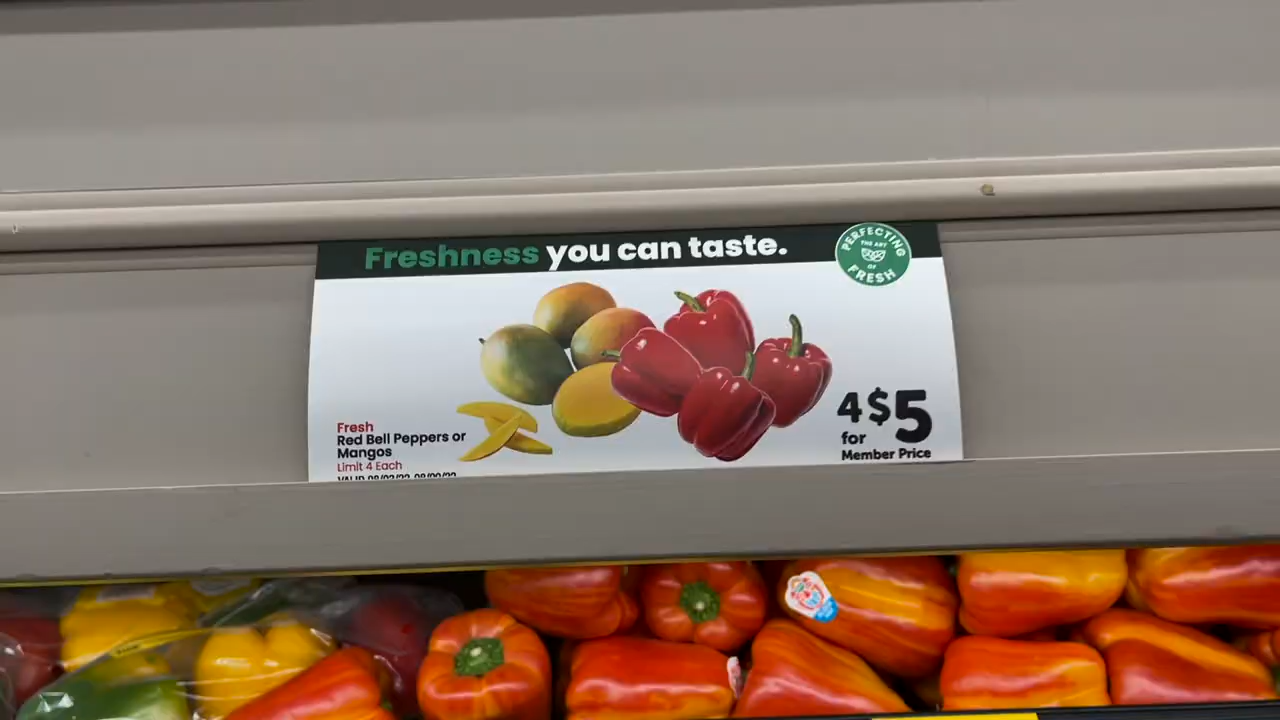 Freshness you can taste.
PERFECTING
THE ART
OF
FRESH
Fresh
Red Bell Peppers or
Mangos
Limit 4 Each
4 $5
for
Member Price
VALID